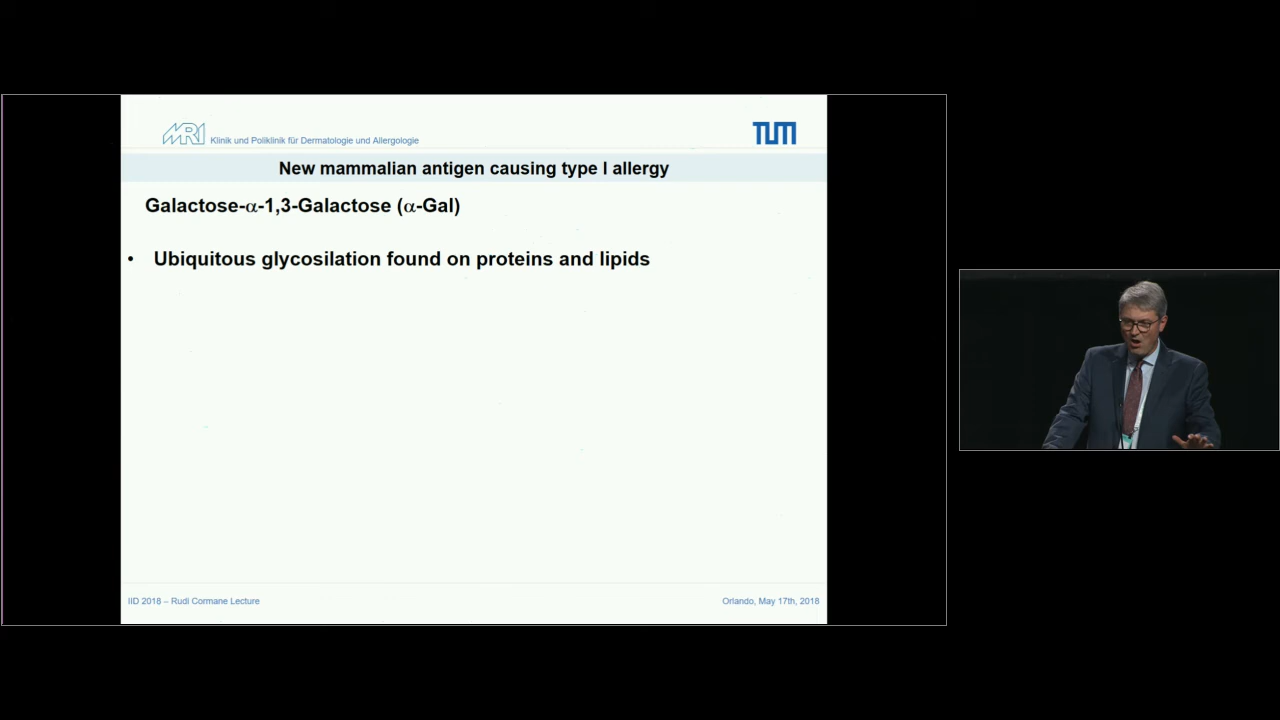 MRI Klinik und Poliklinik für Dermatologie und Allergologie
TUM
New mammalian antigen causing type I allergy
Galactose-α-1,3-Galactose (α-Gal)
• Ubiquitous glycosilation found on proteins and lipids
IID 2018 – Rudi Cormane Lecture
Orlando, May 17th, 2018